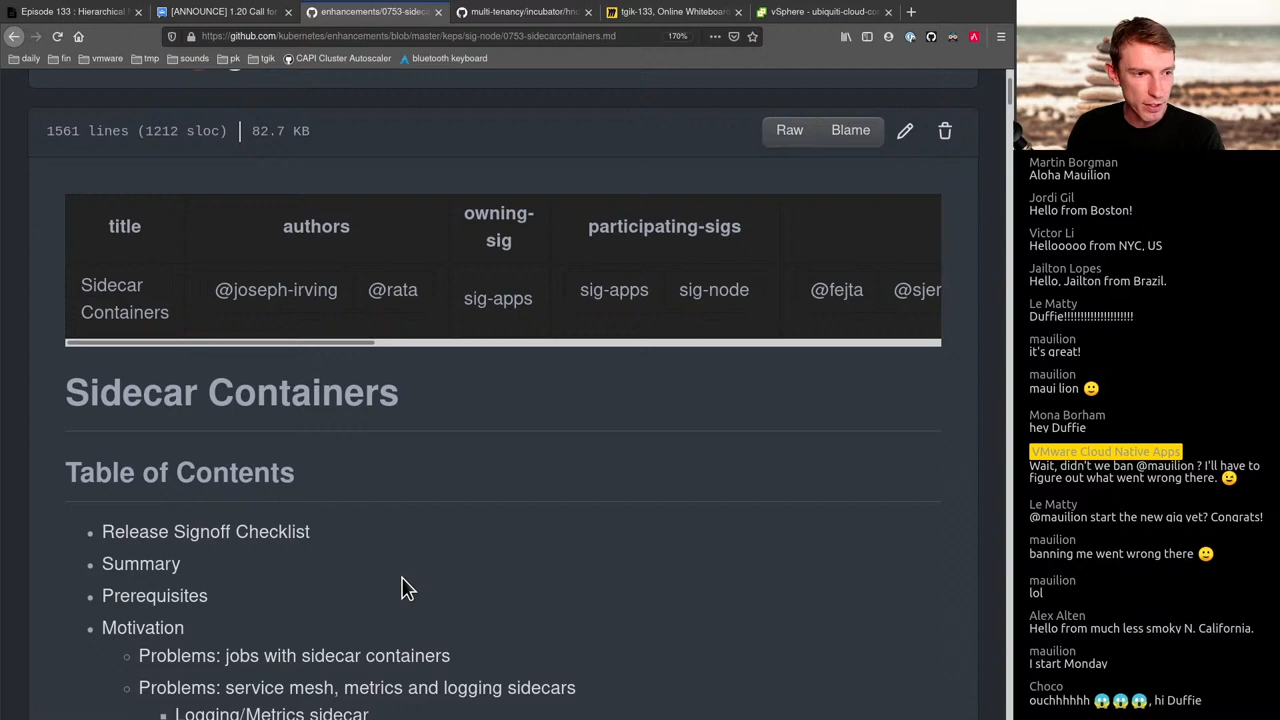 Episode 133 : Hierarchical N
[ANNOUNCE] 1.20 Call for
enhancements/0753-sideca
multi-tenancy/incubator/hnc
tgik-133, Online Whiteboard
vSphere - ubiquiti-cloud-co
https://github.com/kubernetes/enhancements/blob/master/keps/sig-node/0753-sidecarcontainers.md
170%
daily
fin
vmware
tmp
sounds
pk
tgik
CAPI Cluster Autoscaler
bluetooth keyboard
1561 lines (1212 sloc)
82.7 KB
Raw
Blame
title
authors
owning-
sig
participating-sigs
Sidecar
Containers
@joseph-irving
@rata
sig-apps
sig-apps
sig-node
@fejta
@sjer
Sidecar Containers
Table of Contents
Release Signoff Checklist
Summary
Prerequisites
Motivation
Problems: jobs with sidecar containers
Problems: service mesh, metrics and logging sidecars
Logging/Metrics sidecar
Martin Borgman
Aloha Mauilion
Jordi Gil
Hello from Boston!
Victor Li
Hellooooo from NYC, US
Jailton Lopes
Hello, Jailton from Brazil.
Le Matty
Duffie!!!!!!!!!!!!!!!!!!!!!!
mauilion
it's great!
mauilion
maui lion 🙂
Mona Borham
hey Duffie
VMware Cloud Native Apps
Wait, didn't we ban @mauilion ? I'll have to
figure out what went wrong there. 😉
Le Matty
@mauilion start the new gig yet? Congrats!
mauilion
banning me went wrong there 🙂
mauilion
lol
Alex Alten
Hello from much less smoky N. California.
mauilion
I start Monday
Choco
ouchhhhhh 😱😱😱, hi Duffie